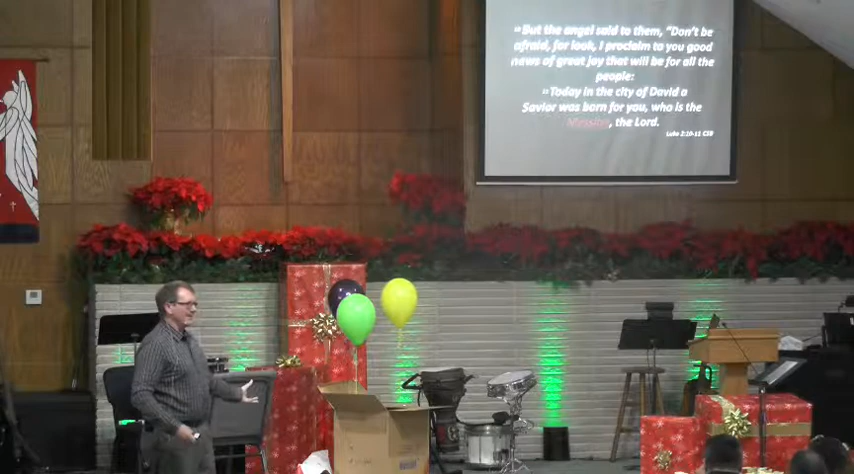 ¹⁰ But the angel said to them, “Don't be
afraid, for look, I proclaim to you good
news of great joy that will be for all the
people:
¹¹ Today in the city of David a
Savior was born for you, who is the
Messiah, the Lord.
Luke 2:10-11 CSB